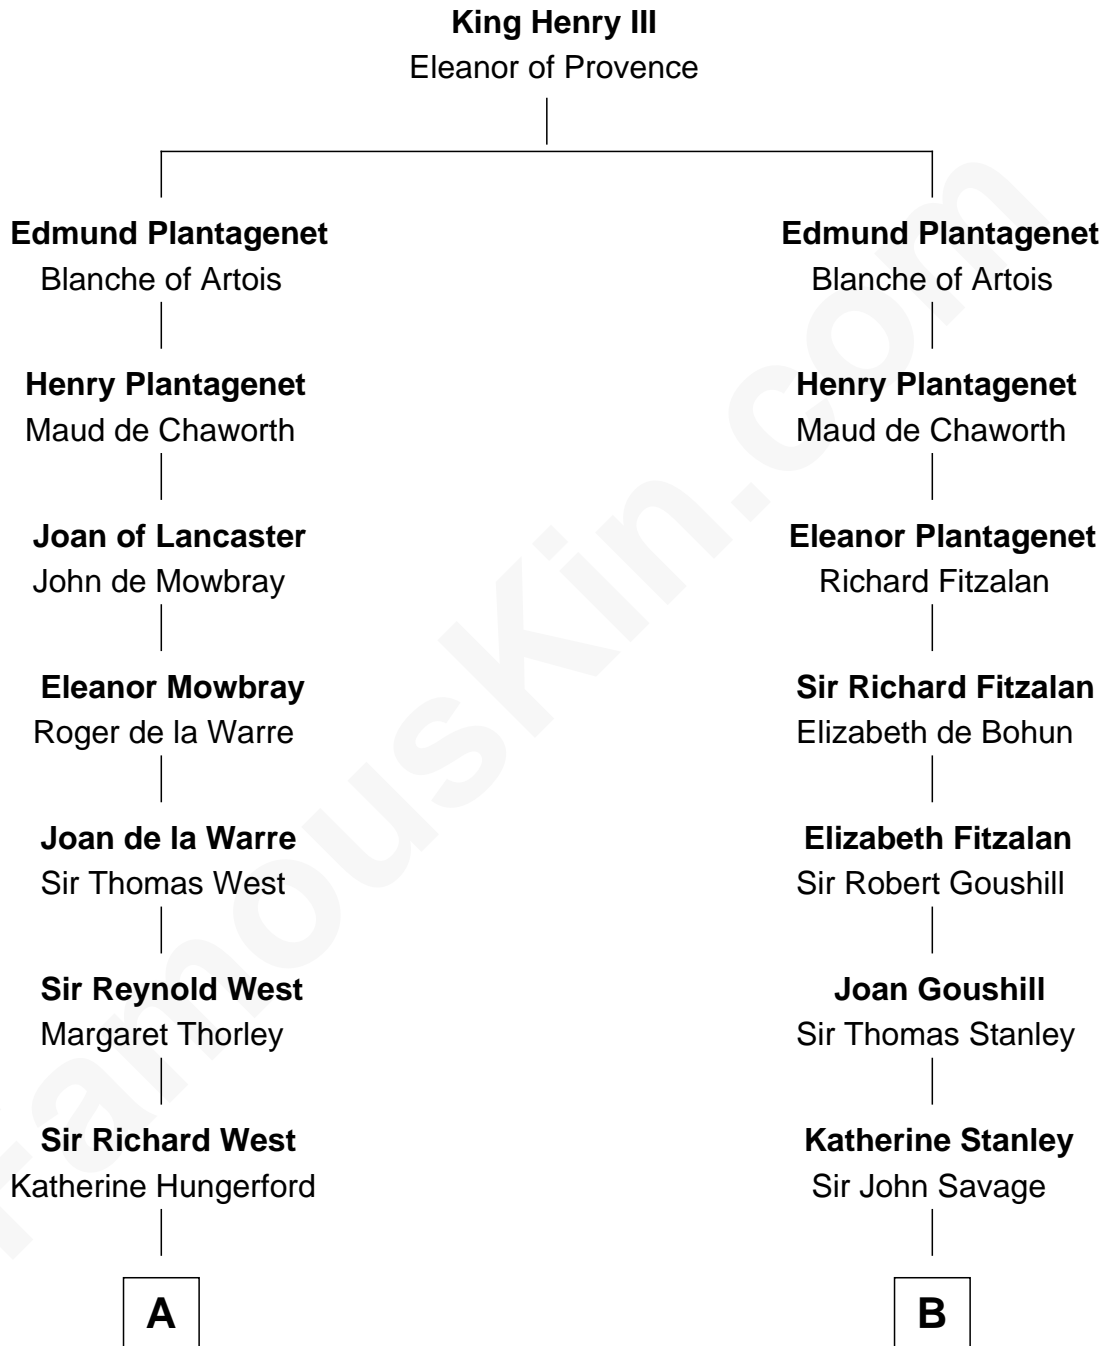 King Henry III
Eleanor of Provence
Edmund Plantagenet
Blanche of Artois
Henry Plantagenet
Maud de Chaworth
Joan of Lancaster
John de Mowbray
Eleanor Mowbray
Roger de la Warre
Joan de la Warre
Sir Thomas West
Sir Reynold West
Margaret Thorley
Sir Richard West
Katherine Hungerford
A
Edmund Plantagenet
Blanche of Artois
Henry Plantagenet
Maud de Chaworth
Eleanor Plantagenet
Richard Fitzalan
Sir Richard Fitzalan
Elizabeth de Bohun
Elizabeth Fitzalan
Sir Robert Goushill
Joan Goushill
Sir Thomas Stanley
Katherine Stanley
Sir John Savage
B
FamousKin.com